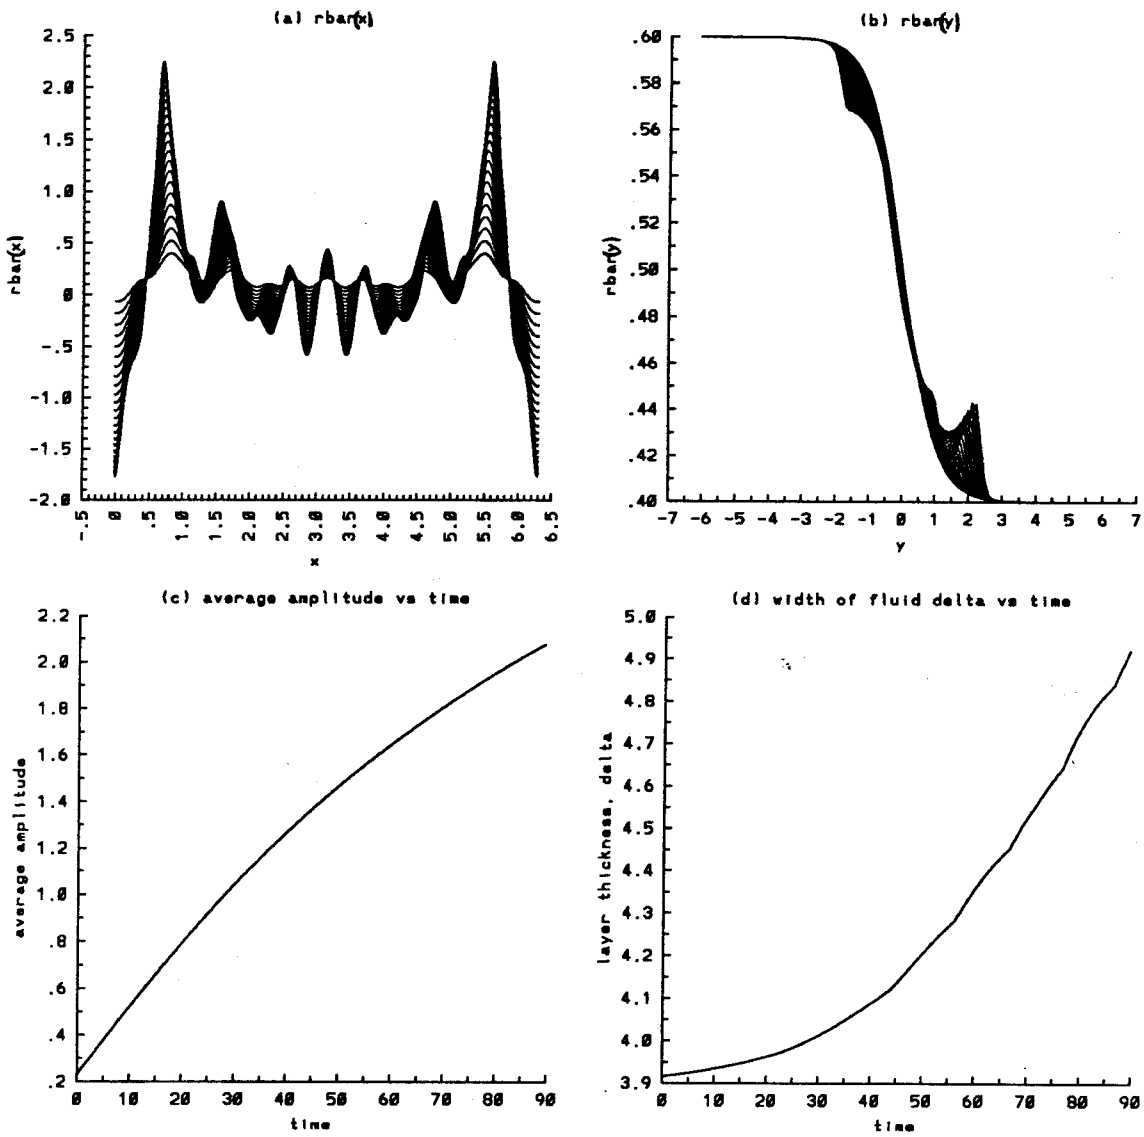 (a) rbar(x)
2.5
2.0
1.5
1.0
.5
0
-.5
-1.0
-1.5
-2.0
rbar(x)
-.5 0 .5 1.0 1.5 2.0 2.5 3.0 3.5 4.0 4.5 5.0 5.5 6.0 6.5
x
(b) rbar(y)
.60
.58
.56
.54
.52
.50
.48
.46
.44
.42
.40
rbar(y)
-7 -6 -5 -4 -3 -2 -1 0 1 2 3 4 5 6 7
y
(c) average amplitude vs time
2.2
2.0
1.8
1.6
1.4
1.2
1.0
.8
.6
.4
.2
average amplitude
0 10 20 30 40 50 60 70 80 90
time
(d) width of fluid delta vs time
5.0
4.9
4.8
4.7
4.6
4.5
4.4
4.3
4.2
4.1
4.0
3.9
layer thickness, delta
0 10 20 30 40 50 60 70 80 90
time